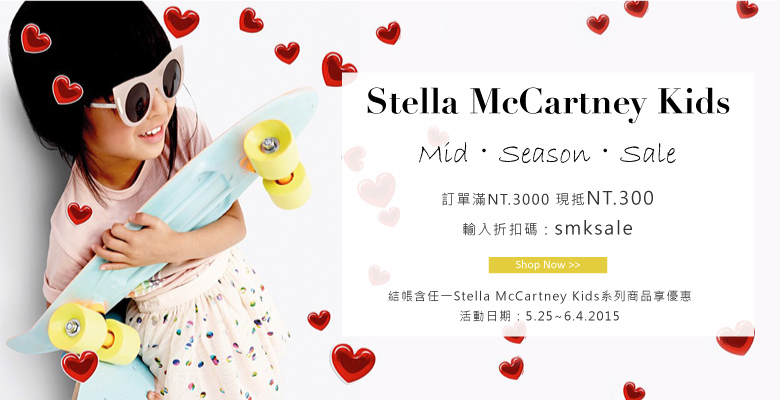 Stella McCartney Kids
Mid · Season · Sale
訂單滿NT.3000 現抵NT.300
輸入折扣碼：smksale
Shop Now >>
結帳含任一Stella McCartney Kids系列商品享優惠
活動日期：5.25~6.4.2015